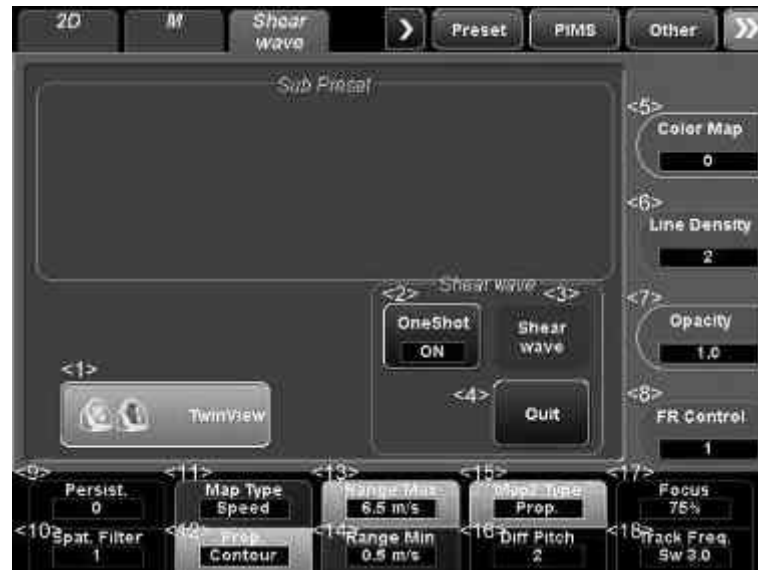 2D M Shear wave > Preset PIMS Other >>
Sub Preset
<5>
Color Map
0
<6>
Line Density
2
Shear wave
<2> <3>
OneShot
ON
Shear
wave
<7>
Opacity
1.0
<1>
TwinView
<4>
Quit
<8>
FR Control
1
<9> <11> <13> <15> <17>
Persist. Map Type Range Max Map2 Type Focus
0 Speed 6.5 m/s Prop. 75%
<10> <12> <14> <16> <18>
Spat. Filter Prop. Range Min Diff Pitch Track Freq.
1 Contour 0.5 m/s 2 Sw 3.0